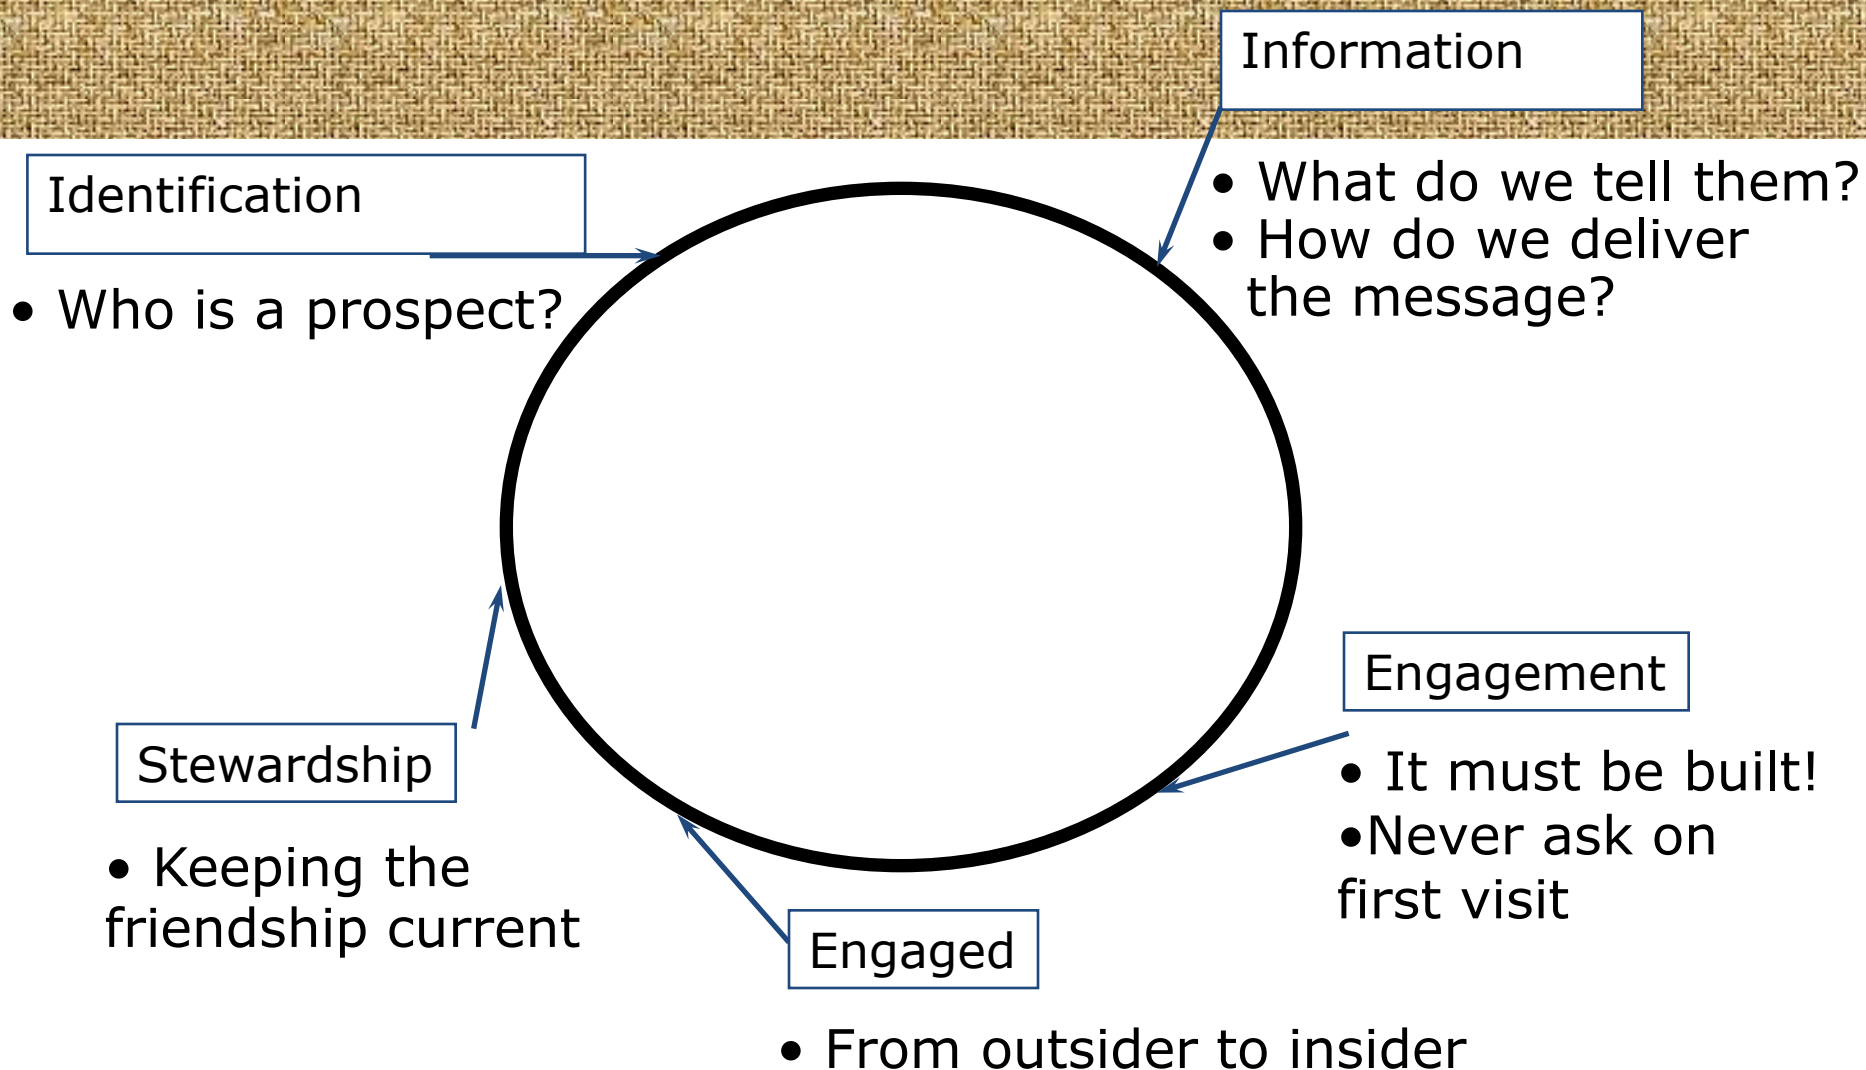 Information
• What do we tell them?
• How do we deliver
the message?
Identification
• Who is a prospect?
Engagement
• It must be built!
•Never ask on
first visit
Stewardship
• Keeping the
friendship current
Engaged
• From outsider to insider